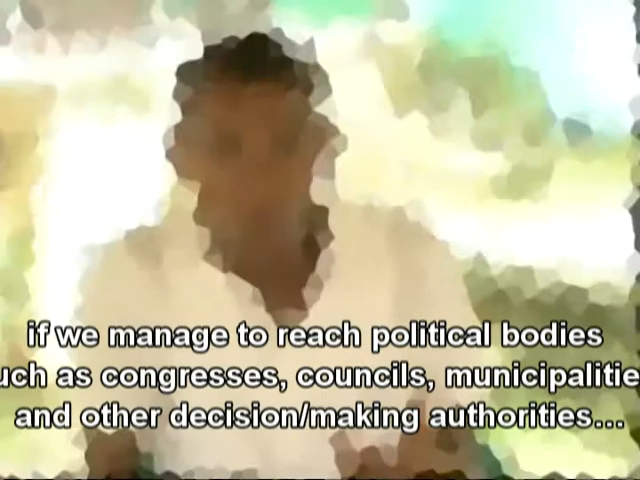 if we manage to reach political bodies
uch as congresses, councils, municipalitie
and other decision/making authorities...